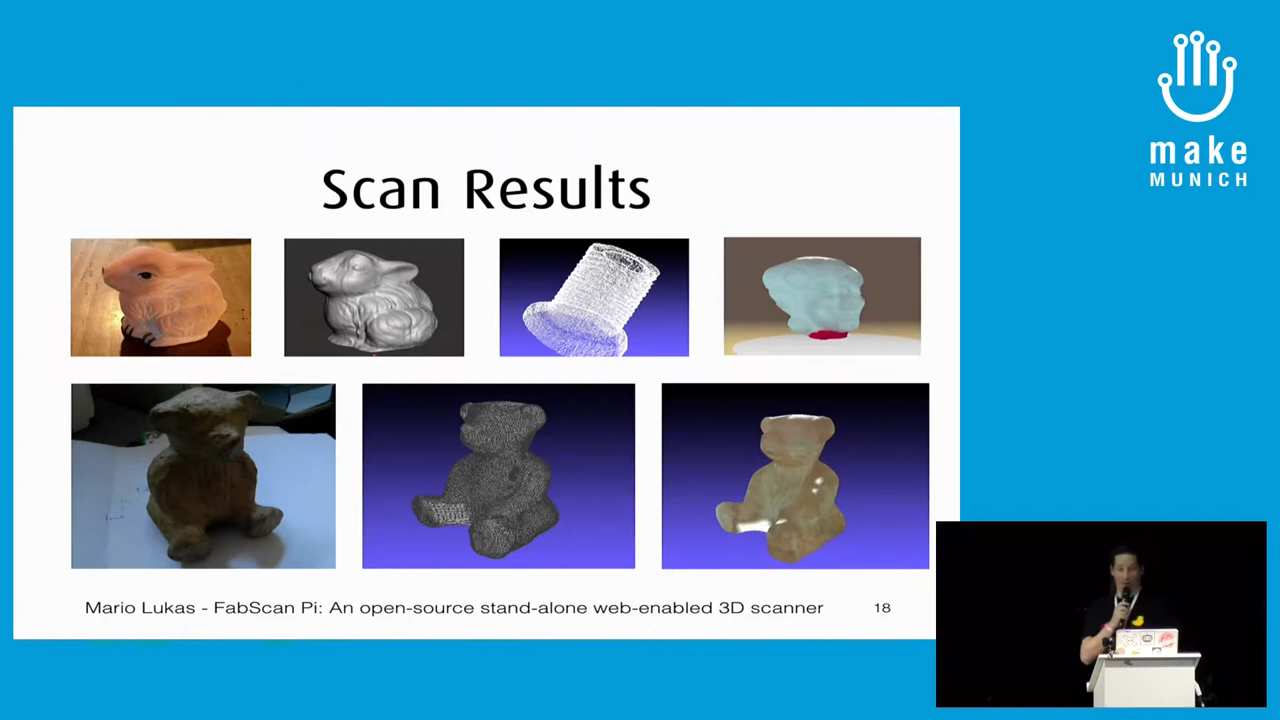 make
MUNICH
Scan Results
Mario Lukas - FabScan Pi: An open-source stand-alone web-enabled 3D scanner
18